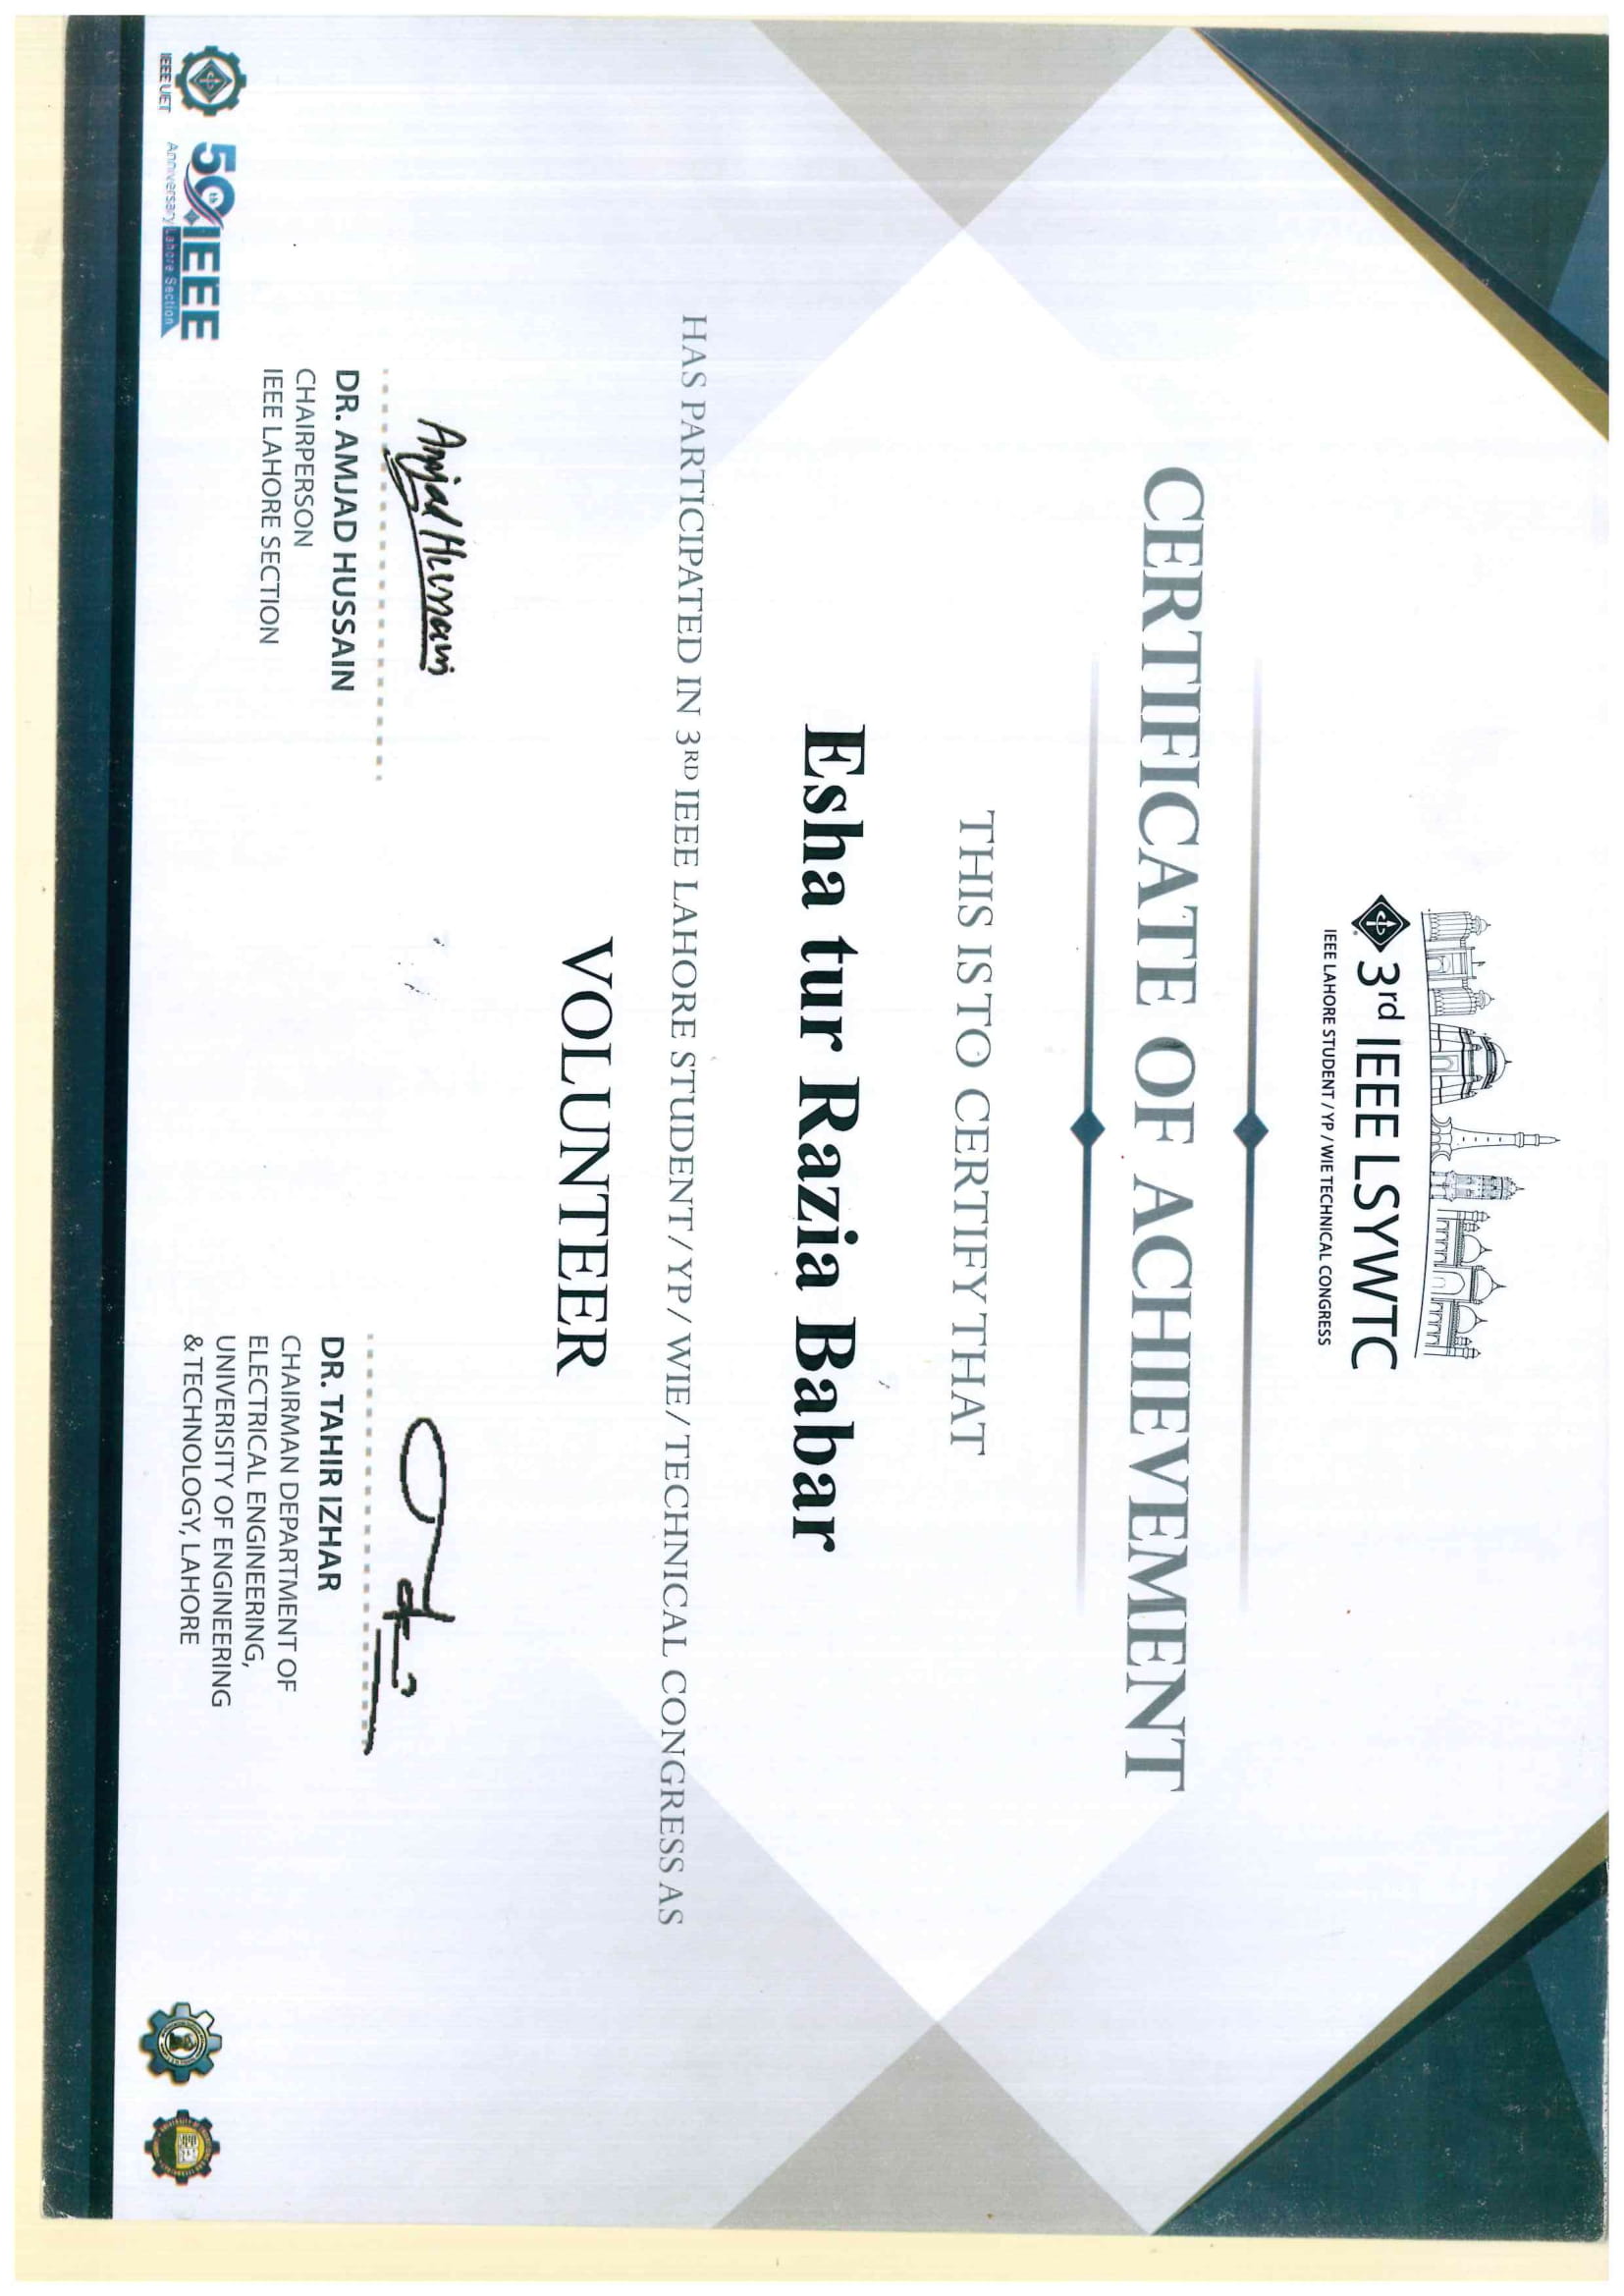 3rd IEEE LSYWTC
IEEE LAHORE STUDENT / YP / WIE TECHNICAL CONGRESS
CERTIFICATE OF ACHIEVEMENT
THIS IS TO CERTIFY THAT
Esha tur Razia Babar
HAS PARTICIPATED IN 3RD IEEE LAHORE STUDENT/ YP/ WIE/ TECHNICAL CONGRESS AS
VOLUNTEER
Amjad Hussain
DR. AMJAD HUSSAIN
CHAIRPERSON
IEEE LAHORE SECTION
DR. TAHIR IZHAR
CHAIRMAN DEPARTMENT OF
ELECTRICAL ENGINEERING,
UNIVERISITY OF ENGINEERING
& TECHNOLOGY, LAHORE
IEEE UET
50th IEEE
Anniversary Lahore Section